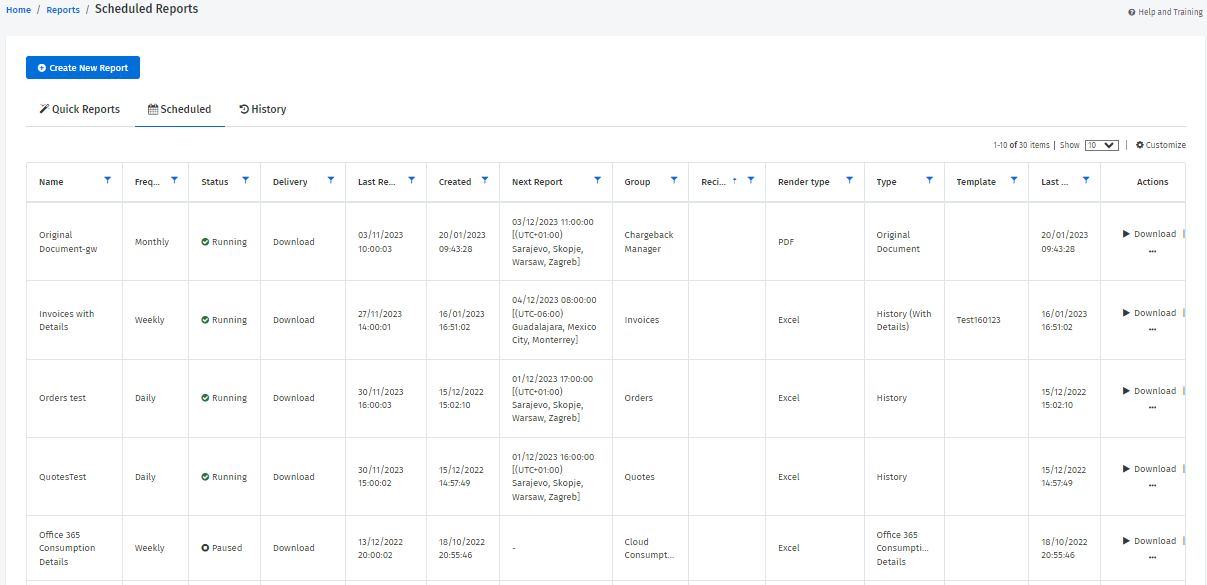 Home / Reports / Scheduled Reports
Help and Training
Create New Report
Quick Reports Scheduled History
1-10 of 30 items | Show 10 | Customize
Name Freq... Status Delivery Last Re... Created Next Report Group Reci... ↑ Render type Type Template Last ... Actions
Original Document-gw Monthly Running Download 03/11/2023 10:00:03 20/01/2023 09:43:28 03/12/2023 11:00:00 [(UTC+01:00) Sarajevo, Skopje, Warsaw, Zagreb] Chargeback Manager PDF Original Document 20/01/2023 09:43:28 Download ...
Invoices with Details Weekly Running Download 27/11/2023 14:00:01 16/01/2023 16:51:02 04/12/2023 08:00:00 [(UTC-06:00) Guadalajara, Mexico City, Monterrey] Invoices Excel History (With Details) Test160123 16/01/2023 16:51:02 Download ...
Orders test Daily Running Download 30/11/2023 16:00:03 15/12/2022 15:02:10 01/12/2023 17:00:00 [(UTC+01:00) Sarajevo, Skopje, Warsaw, Zagreb] Orders Excel History 15/12/2022 15:02:10 Download ...
QuotesTest Daily Running Download 30/11/2023 15:00:02 15/12/2022 14:57:49 01/12/2023 16:00:00 [(UTC+01:00) Sarajevo, Skopje, Warsaw, Zagreb] Quotes Excel History 15/12/2022 14:57:49 Download ...
Office 365 Consumption Details Weekly Paused Download 13/12/2022 20:00:02 18/10/2022 20:55:46 - Cloud Consumpt... Excel Office 365 Consumpti... Details 18/10/2022 20:55:46 Download ...